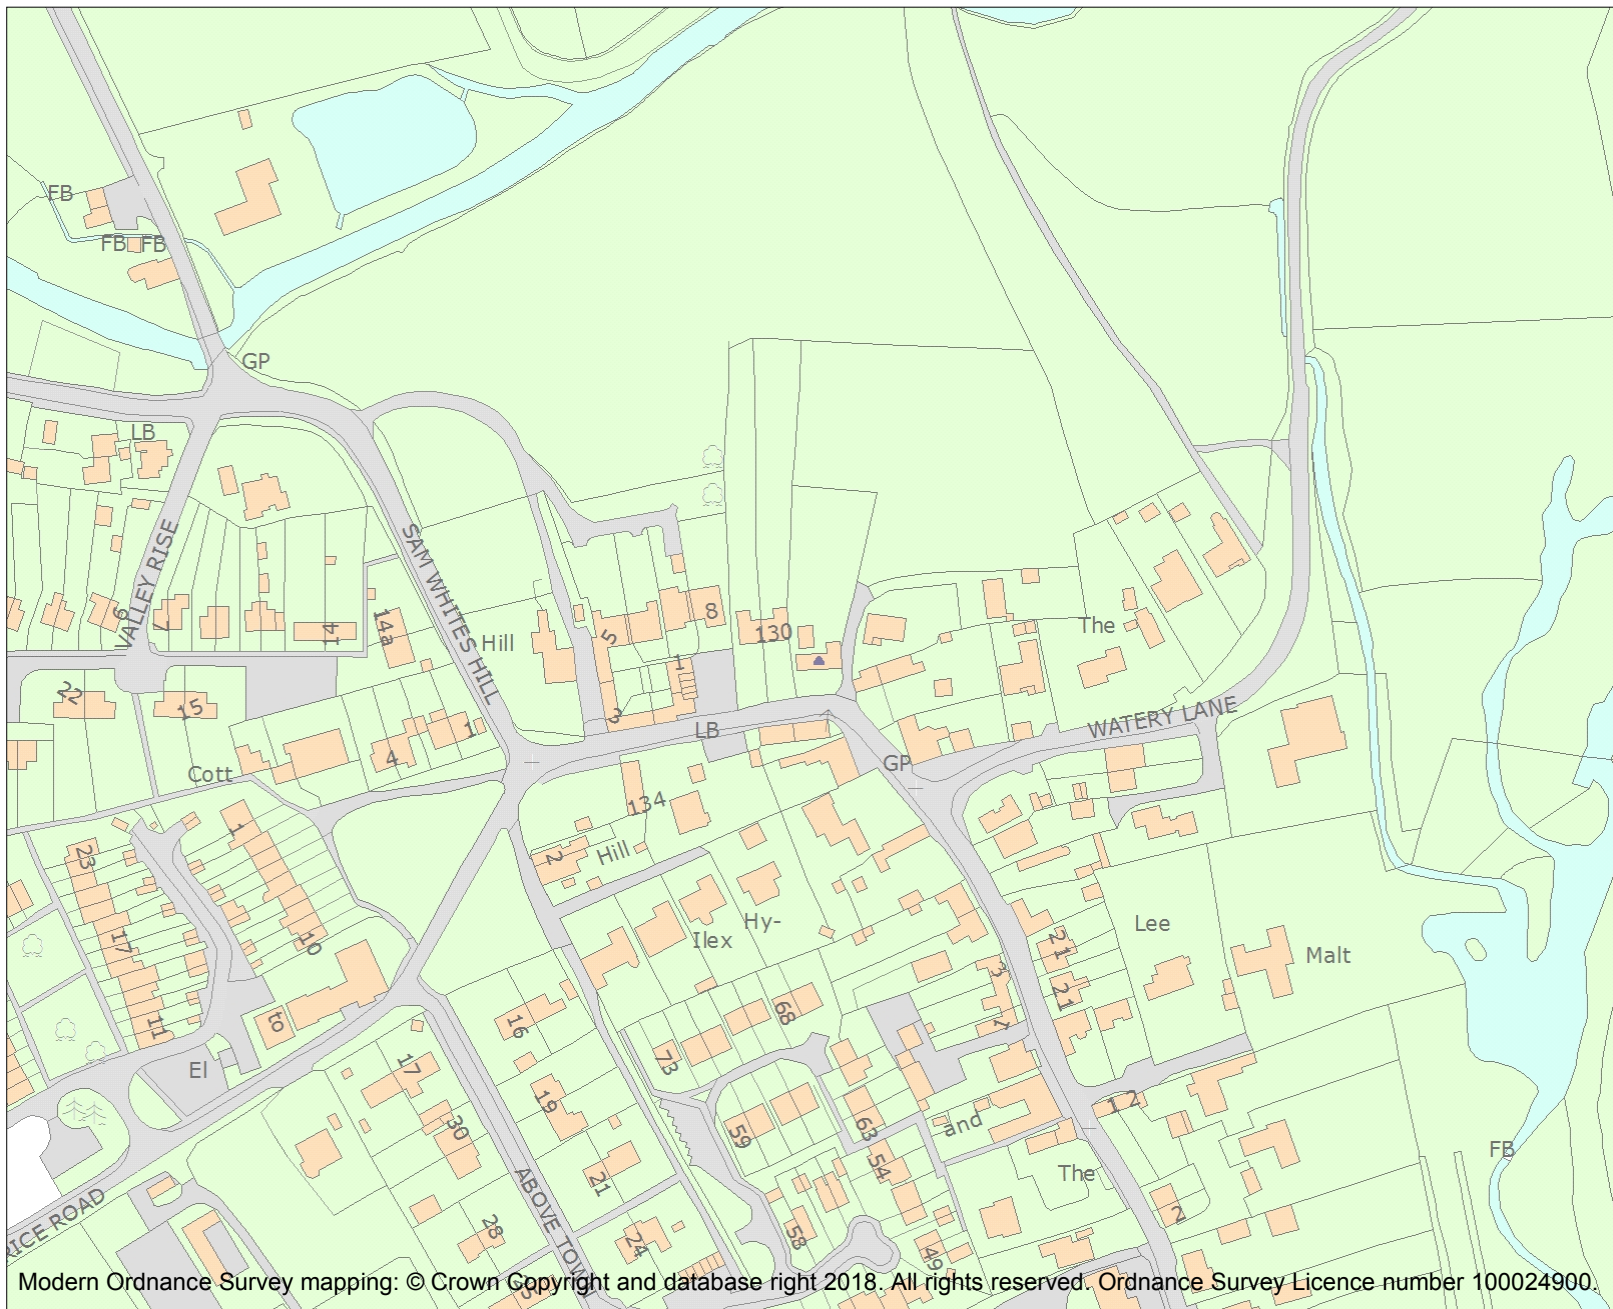 FB
FB
FB
GP
LB
SAM WHITES HILL
VALLEY RISE
6
7
14
14a
Hill
5
8
130
The
1
22
15
3
LB
WATERY LANE
1
4
Cott
GP
134
1
2
Hill
23
17
10
Hy-
Ilex
Lee
21
Malt
3
21
68
16
11
to
1
El
73
17
19
30
59
63
and
1 2
54
FB
The
21
ABOVE TOWN
RICE ROAD
28
24
58
2
49
Modern Ordnance Survey mapping: © Crown Copyright and database right 2018. All rights reserved. Ordnance Survey Licence number 100024900.